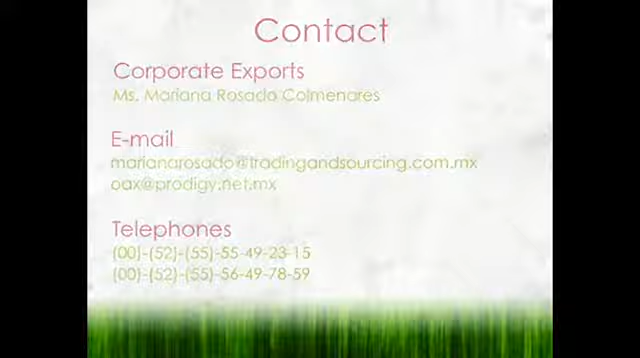 Contact
Corporate Exports
Ms. Mariana Rosado Colmenares
E-mail
marianarosado@tradingandsourcing.com.mx
oax@prodigy.net.mx
Telephones
(00)-(52)-(55)-55-49-23-15
(00)-(52)-(55)-56-49-78-59